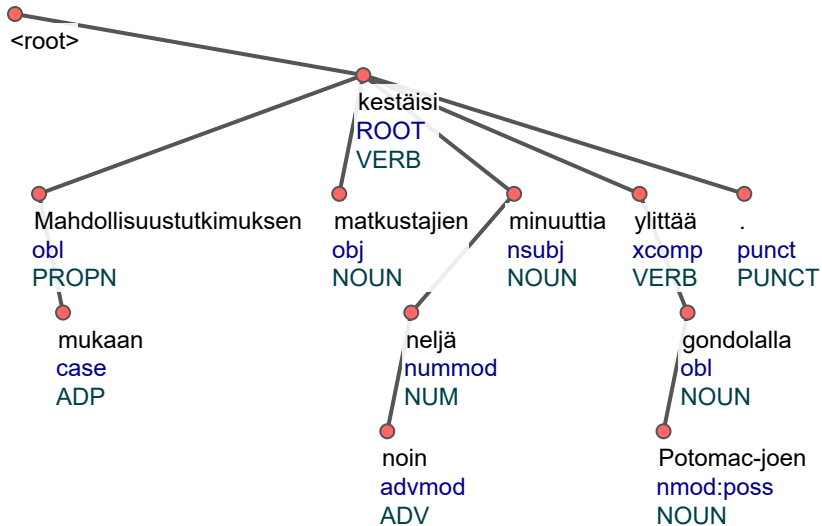 <root>
kestäisi
ROOT
VERB
Mahdollisuustutkimuksen matkustajien minuuttia ylittää .
obl obj nsubj xcomp punct
PROPN NOUN NOUN VERB PUNCT
mukaan neljä gondolalla
case nummod obl
ADP NUM NOUN
noin Potomac-joen
advmod nmod:poss
ADV NOUN